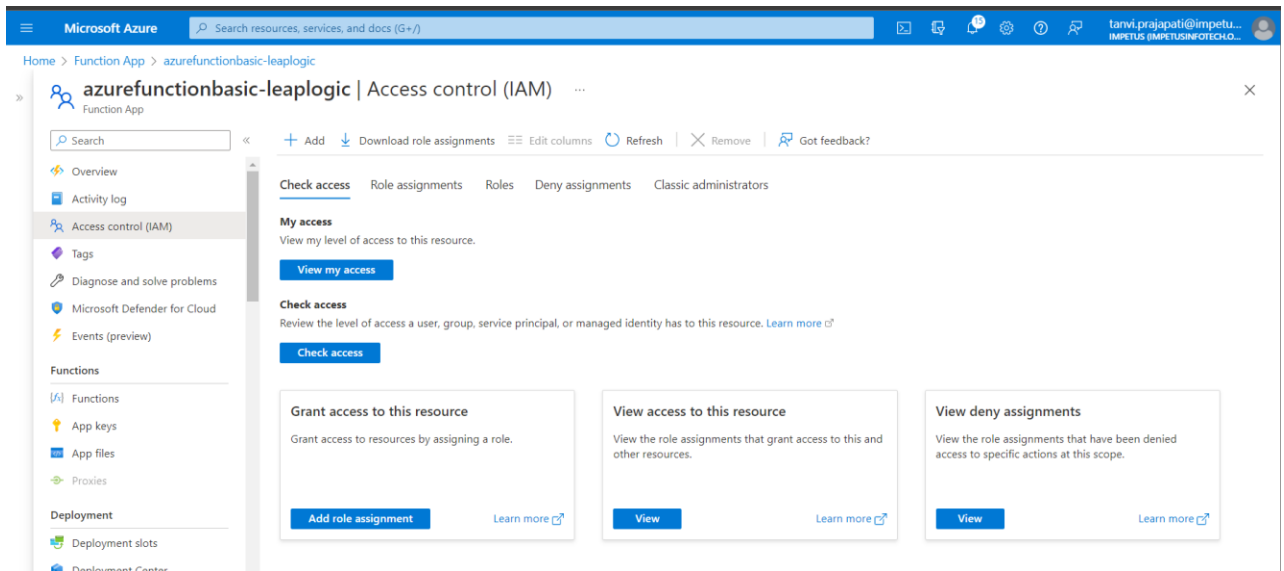 Microsoft Azure
Search resources, services, and docs (G+/)
15
tanvi.prajapati@impetu...
IMPETUS (IMPETUSINFOTECH.O...
Home > Function App > azurefunctionbasic-leaplogic
azurefunctionbasic-leaplogic | Access control (IAM) ...
Function App
Search
Add Download role assignments Edit columns Refresh Remove Got feedback?
Overview
Activity log
Access control (IAM)
Tags
Diagnose and solve problems
Microsoft Defender for Cloud
Events (preview)
Functions
Functions
App keys
App files
Proxies
Deployment
Deployment slots
Deployment Center
Check access Role assignments Roles Deny assignments Classic administrators
My access
View my level of access to this resource.
View my access
Check access
Review the level of access a user, group, service principal, or managed identity has to this resource. Learn more
Check access
Grant access to this resource
Grant access to resources by assigning a role.
Add role assignment Learn more
View access to this resource
View the role assignments that grant access to this and
other resources.
View Learn more
View deny assignments
View the role assignments that have been denied
access to specific actions at this scope.
View Learn more